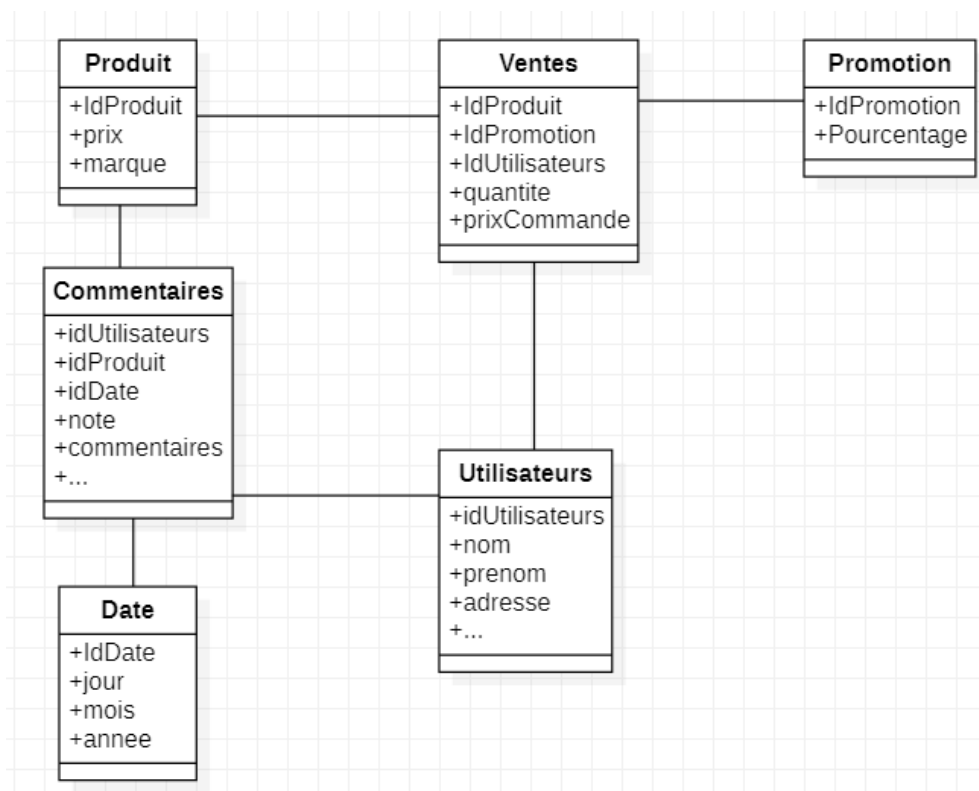 Produit
+IdProduit
+prix
+marque
Ventes
+IdProduit
+IdPromotion
+IdUtilisateurs
+quantite
+prixCommande
Promotion
+IdPromotion
+Pourcentage
Commentaires
+idUtilisateurs
+idProduit
+idDate
+note
+commentaires
+...
Utilisateurs
+idUtilisateurs
+nom
+prenom
+adresse
+...
Date
+IdDate
+jour
+mois
+annee